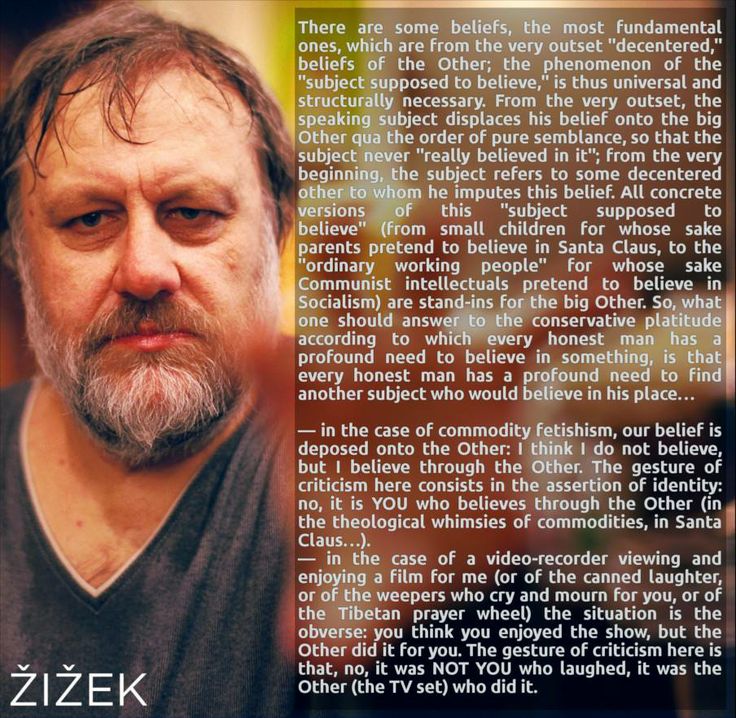 There are some beliefs, the most fundamental
ones, which are from the very outset "decentered,"
beliefs of the Other; the phenomenon of the
"subject supposed to believe," is thus universal and
structurally necessary. From the very outset, the
speaking subject displaces his belief onto the big
Other qua the order of pure semblance, so that the
subject never "really believed in it"; from the very
beginning, the subject refers to some decentered
other to whom he imputes this belief. All concrete
versions of this "subject supposed to
believe" (from small children for whose sake
parents pretend to believe in Santa Claus, to the
"ordinary working people" for whose sake
Communist intellectuals pretend to believe in
Socialism) are stand-ins for the big Other. So, what
one should answer to the conservative platitude
according to which every honest man has a
profound need to believe in something, is that
every honest man has a profound need to find
another subject who would believe in his place…
— in the case of commodity fetishism, our belief is
deposed onto the Other: I think I do not believe,
but I believe through the Other. The gesture of
criticism here consists in the assertion of identity:
no, it is YOU who believes through the Other (in
the theological whimsies of commodities, in Santa
Claus…).
— in the case of a video-recorder viewing and
enjoying a film for me (or of the canned laughter,
or of the weepers who cry and mourn for you, or of
the Tibetan prayer wheel) the situation is the
obverse: you think you enjoyed the show, but the
Other did it for you. The gesture of criticism here is
that, no, it was NOT YOU who laughed, it was the
Other (the TV set) who did it.
ŽIŽEK